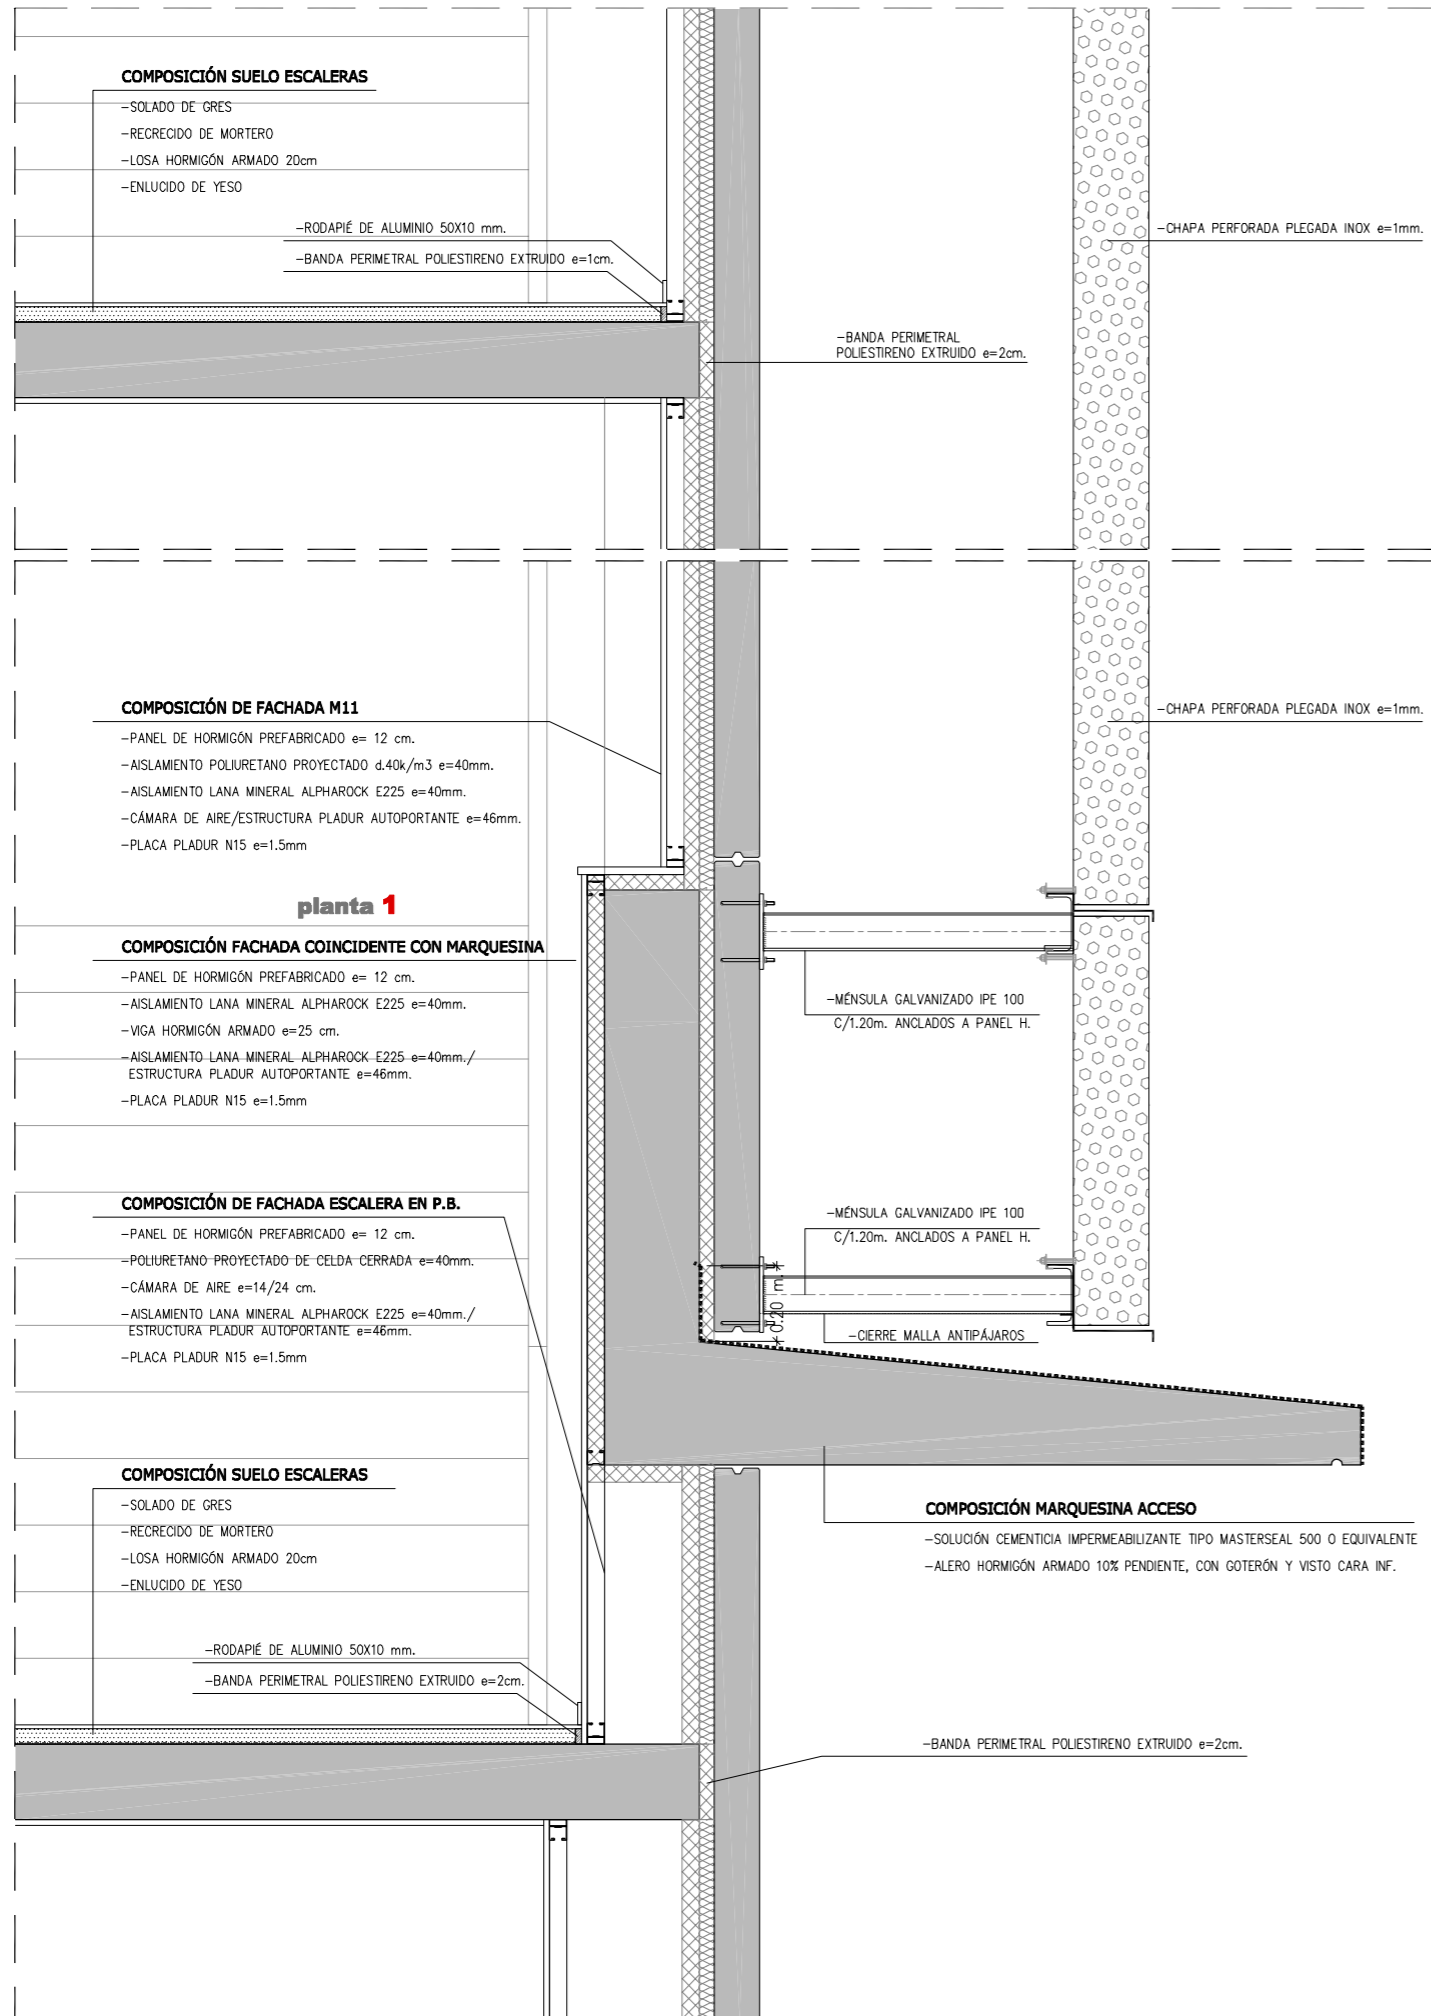 COMPOSICIÓN SUELO ESCALERAS
-SOLADO DE GRES
-RECRECIDO DE MORTERO
-LOSA HORMIGÓN ARMADO 20cm
-ENLUCIDO DE YESO
-RODAPIÉ DE ALUMINIO 50X10 mm.
-BANDA PERIMETRAL POLIESTIRENO EXTRUIDO e=1cm.
-CHAPA PERFORADA PLEGADA INOX e=1mm.
-BANDA PERIMETRAL
POLIESTIRENO EXTRUIDO e=2cm.
COMPOSICIÓN DE FACHADA M11
-PANEL DE HORMIGÓN PREFABRICADO e= 12 cm.
-AISLAMIENTO POLIURETANO PROYECTADO d.40k/m3 e=40mm.
-AISLAMIENTO LANA MINERAL ALPHAROCK E225 e=40mm.
-CÁMARA DE AIRE/ESTRUCTURA PLADUR AUTOPORTANTE e=46mm.
-PLACA PLADUR N15 e=1.5mm
-CHAPA PERFORADA PLEGADA INOX e=1mm.
planta 1
COMPOSICIÓN FACHADA COINCIDENTE CON MARQUESINA
-PANEL DE HORMIGÓN PREFABRICADO e= 12 cm.
-AISLAMIENTO LANA MINERAL ALPHAROCK E225 e=40mm.
-VIGA HORMIGÓN ARMADO e=25 cm.
-AISLAMIENTO LANA MINERAL ALPHAROCK E225 e=40mm./
ESTRUCTURA PLADUR AUTOPORTANTE e=46mm.
-PLACA PLADUR N15 e=1.5mm
-MÉNSULA GALVANIZADO IPE 100
C/1.20m. ANCLADOS A PANEL H.
COMPOSICIÓN DE FACHADA ESCALERA EN P.B.
-PANEL DE HORMIGÓN PREFABRICADO e= 12 cm.
-POLIURETANO PROYECTADO DE CELDA CERRADA e=40mm.
-CÁMARA DE AIRE e=14/24 cm.
-AISLAMIENTO LANA MINERAL ALPHAROCK E225 e=40mm./
ESTRUCTURA PLADUR AUTOPORTANTE e=46mm.
-PLACA PLADUR N15 e=1.5mm
-MÉNSULA GALVANIZADO IPE 100
C/1.20m. ANCLADOS A PANEL H.
0.20 m.
-CIERRE MALLA ANTIPÁJAROS
COMPOSICIÓN SUELO ESCALERAS
-SOLADO DE GRES
-RECRECIDO DE MORTERO
-LOSA HORMIGÓN ARMADO 20cm
-ENLUCIDO DE YESO
COMPOSICIÓN MARQUESINA ACCESO
-SOLUCIÓN CEMENTICIA IMPERMEABILIZANTE TIPO MASTERSEAL 500 O EQUIVALENTE
-ALERO HORMIGÓN ARMADO 10% PENDIENTE, CON GOTERÓN Y VISTO CARA INF.
-RODAPIÉ DE ALUMINIO 50X10 mm.
-BANDA PERIMETRAL POLIESTIRENO EXTRUIDO e=2cm.
-BANDA PERIMETRAL POLIESTIRENO EXTRUIDO e=2cm.